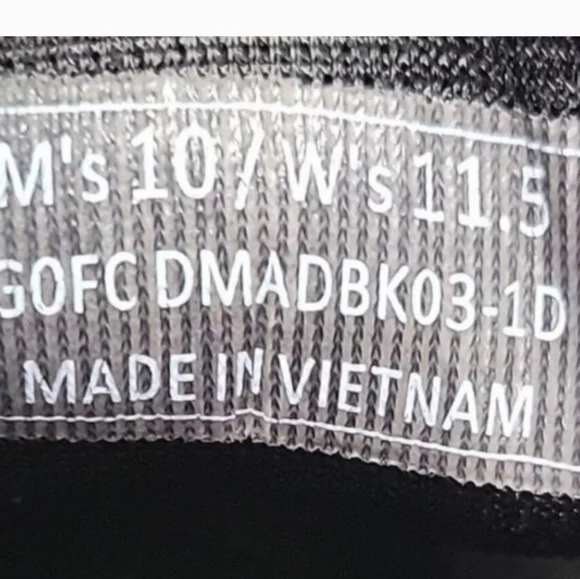 M's 10/W's 11.5
GOFC DMADBK03-1D
MADE IN VIETNAM